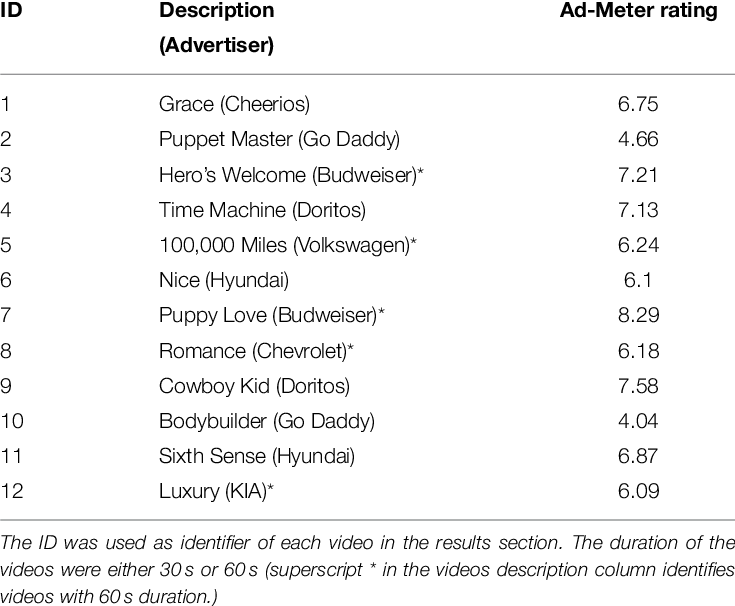 ID Description Ad-Meter rating
(Advertiser)
1 Grace (Cheerios) 6.75
2 Puppet Master (Go Daddy) 4.66
3 Hero’s Welcome (Budweiser)* 7.21
4 Time Machine (Doritos) 7.13
5 100,000 Miles (Volkswagen)* 6.24
6 Nice (Hyundai) 6.1
7 Puppy Love (Budweiser)* 8.29
8 Romance (Chevrolet)* 6.18
9 Cowboy Kid (Doritos) 7.58
10 Bodybuilder (Go Daddy) 4.04
11 Sixth Sense (Hyundai) 6.87
12 Luxury (KIA)* 6.09
The ID was used as identifier of each video in the results section. The duration of the
videos were either 30 s or 60 s (superscript * in the videos description column identifies
videos with 60 s duration.)